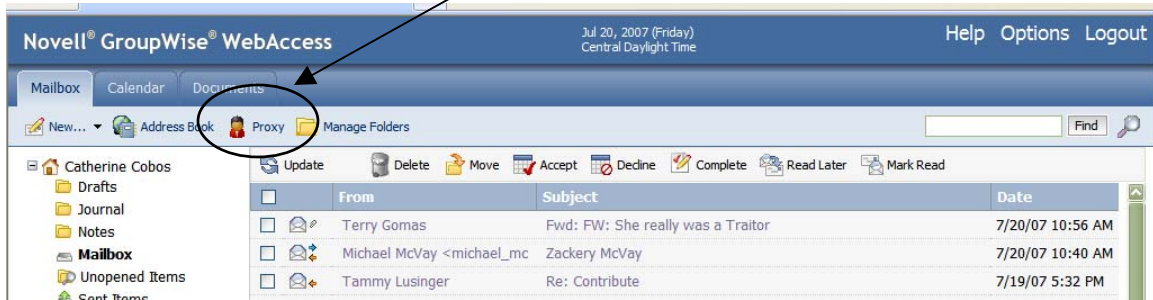 Novell® GroupWise® WebAccess
Jul 20, 2007 (Friday)
Central Daylight Time
Help Options Logout
Mailbox Calendar Documents
New... Address Book Proxy Manage Folders Find
Catherine Cobos
Drafts
Journal
Notes
Mailbox
Unopened Items
Sent Items
Update Delete Move Accept Decline Complete Read Later Mark Read
From Subject Date
Terry Gomas Fwd: FW: She really was a Traitor 7/20/07 10:56 AM
Michael McVay <michael_mc Zackery McVay 7/20/07 10:40 AM
Tammy Lusinger Re: Contribute 7/19/07 5:32 PM